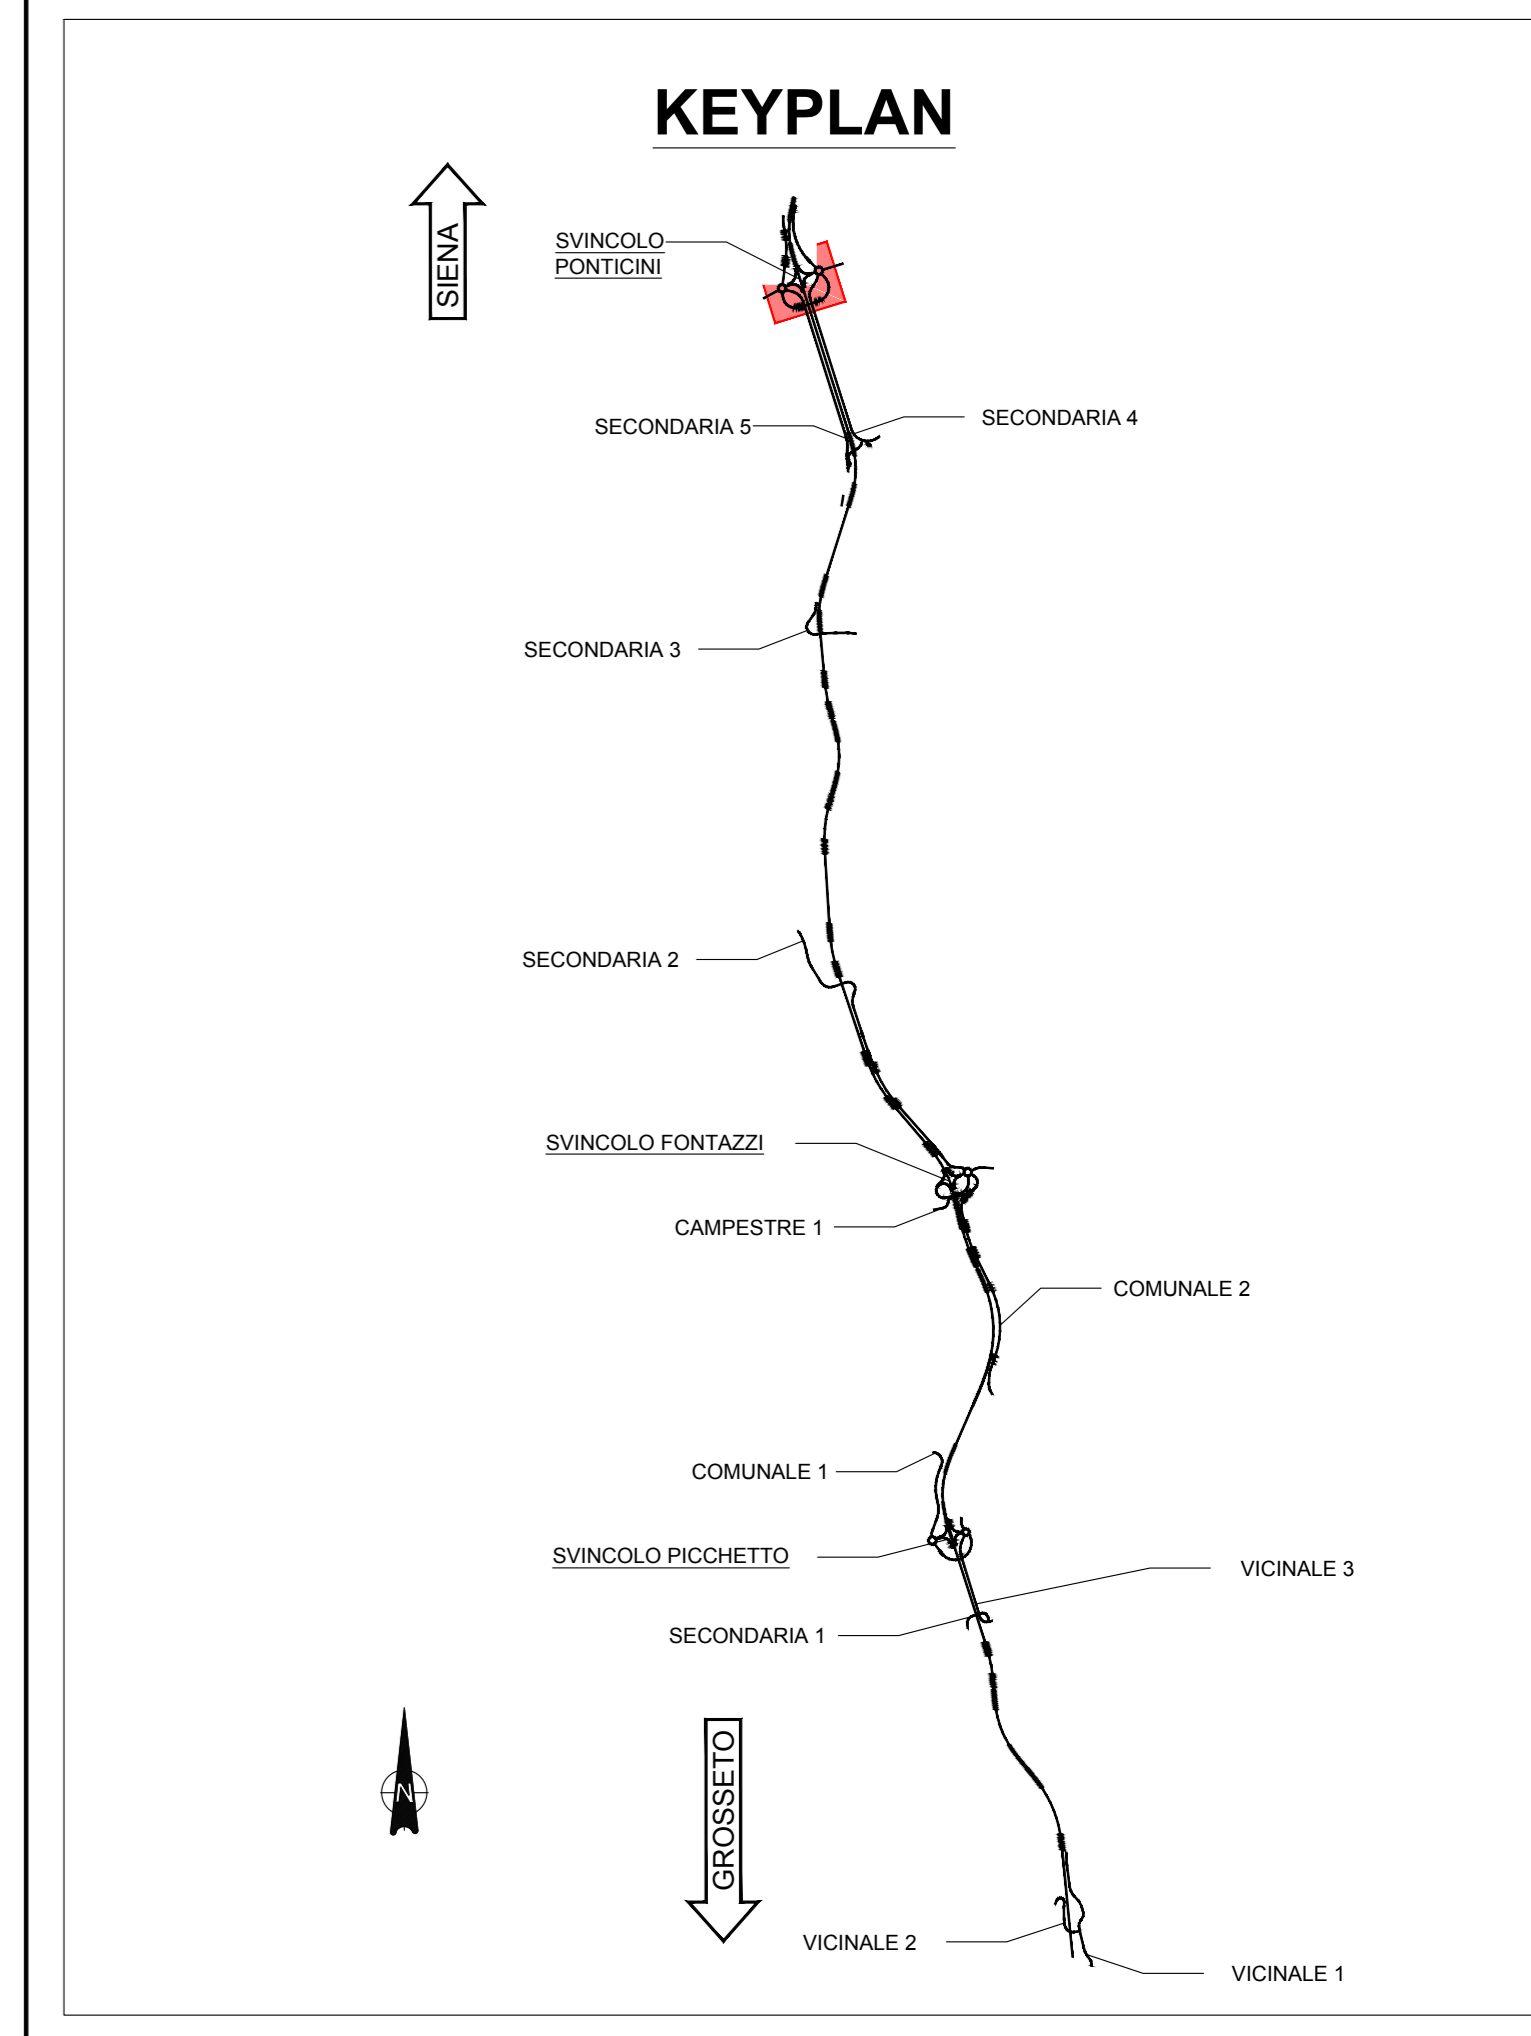 KEYPLAN
SIENA
SVINCOLO
PONTICINI
SECONDARIA 5
SECONDARIA 4
SECONDARIA 3
SECONDARIA 2
SVINCOLO FONTAZZI
CAMPESTRE 1
COMUNALE 2
COMUNALE 1
SVINCOLO PICCHETTO
VICINALE 3
SECONDARIA 1
N
GROSSETO
VICINALE 2
VICINALE 1